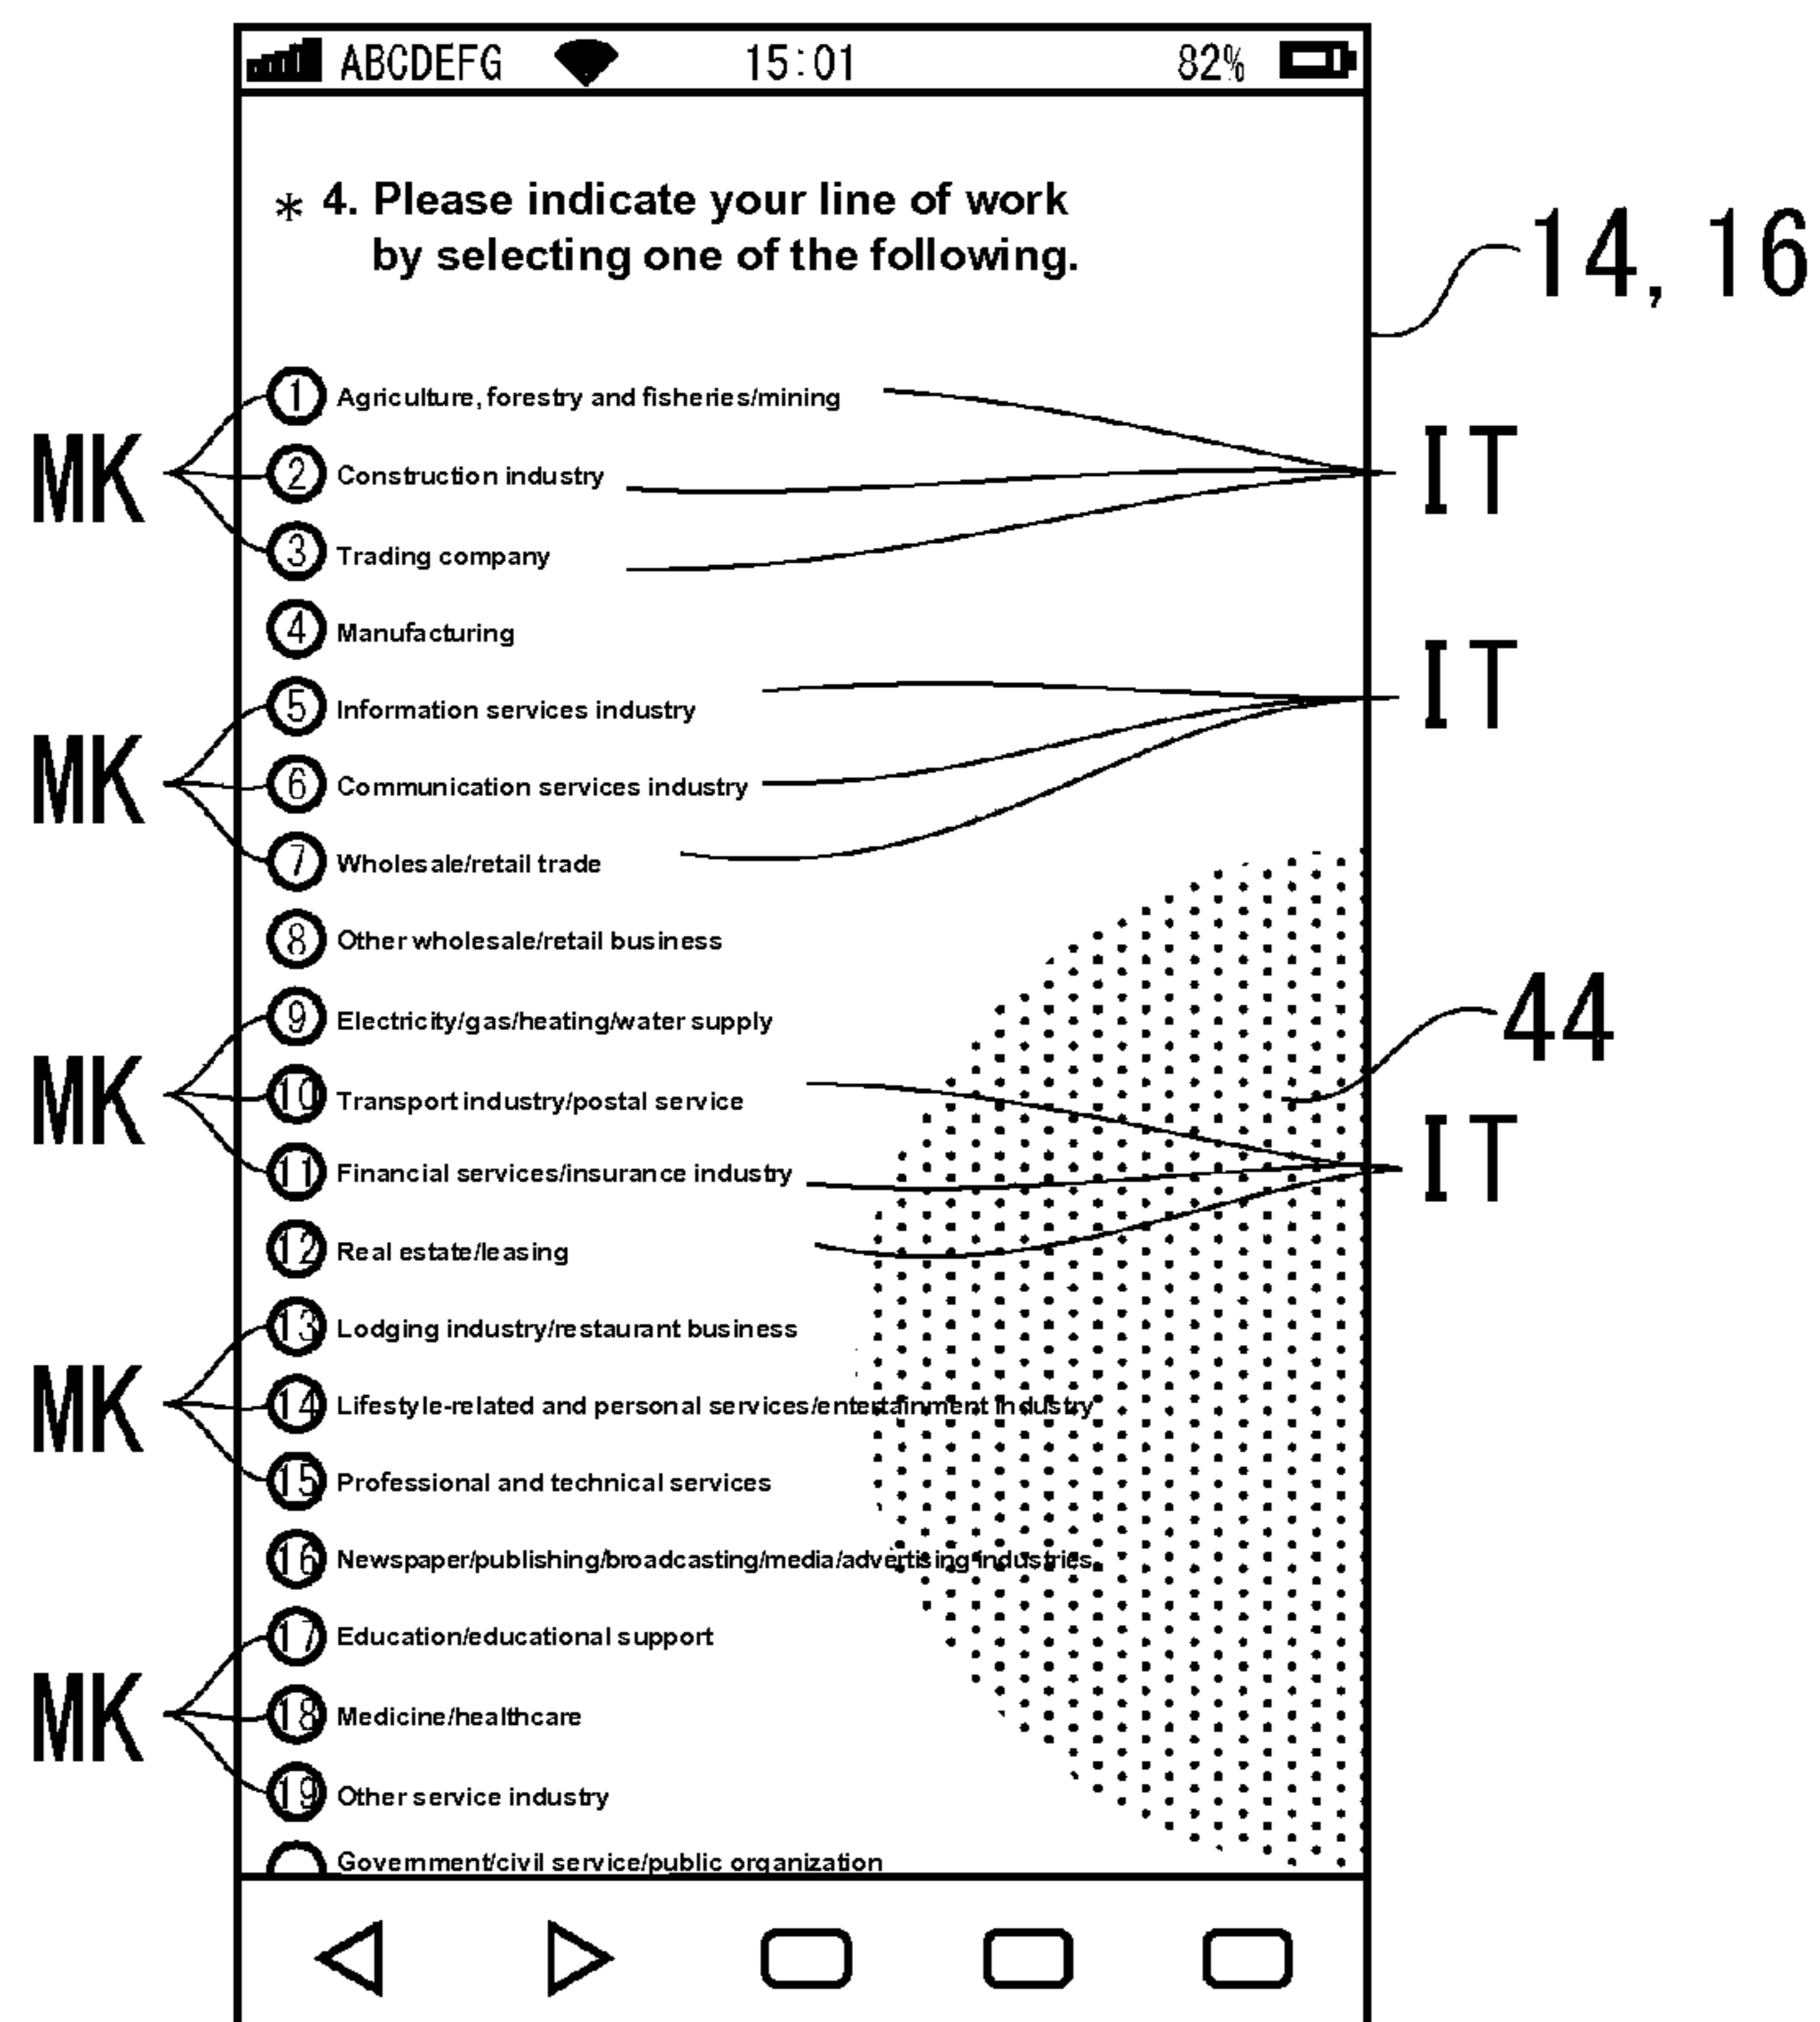 ABCDEFG 15:01 82%
* 4. Please indicate your line of work
by selecting one of the following.
14, 16
1 Agriculture, forestry and fisheries/mining
MK 2 Construction industry IT
3 Trading company
4 Manufacturing
5 Information services industry IT
MK 6 Communication services industry
7 Wholesale/retail trade
8 Other wholesale/retail business
9 Electricity/gas/heating/water supply 44
MK 10 Transport industry/postal service
11 Financial services/insurance industry IT
12 Real estate/leasing
13 Lodging industry/restaurant business
MK 14 Lifestyle-related and personal services/entertainment industry
15 Professional and technical services
16 Newspaper/publishing/broadcasting/media/advertising industries
17 Education/educational support
MK 18 Medicine/healthcare
19 Other service industry
Government/civil service/public organization